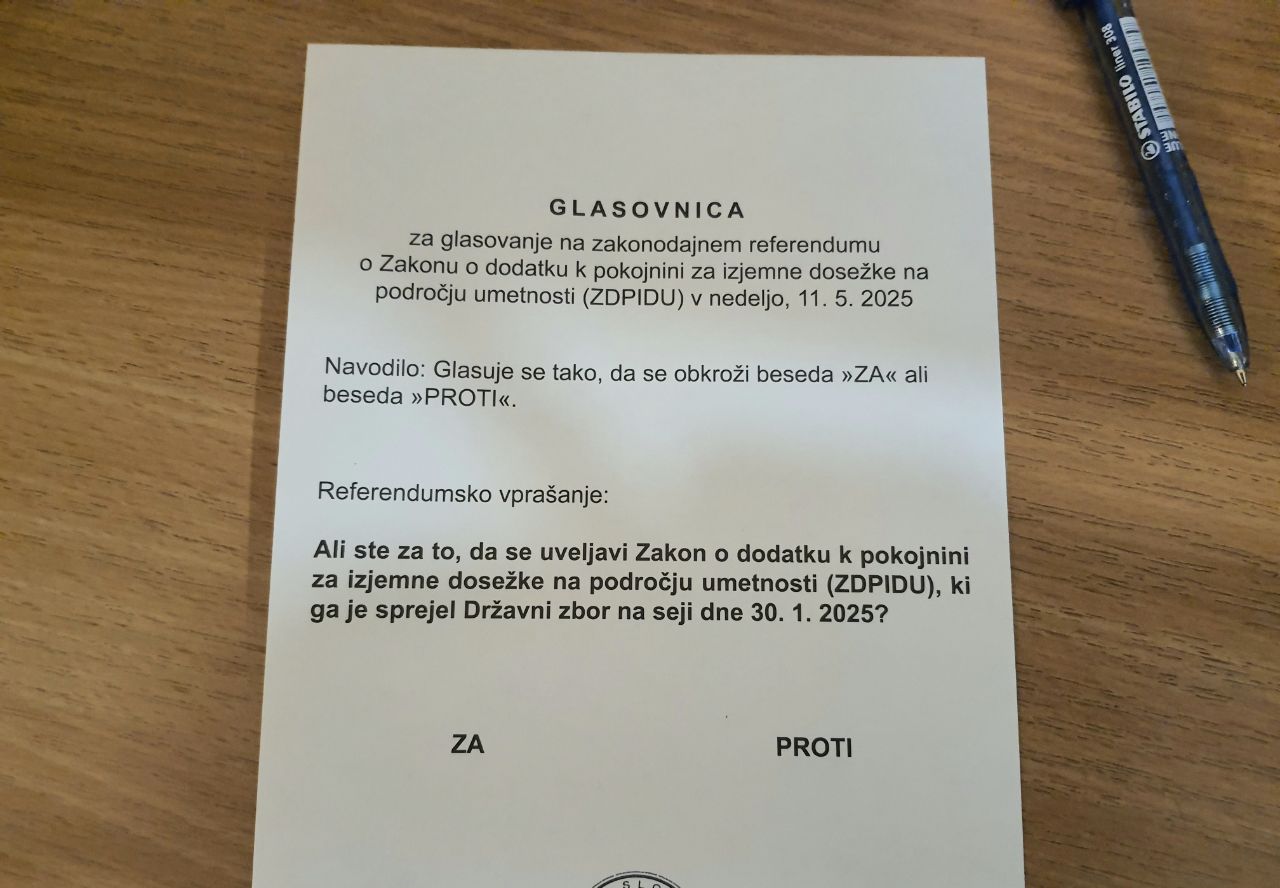 GLASOVNICA
za glasovanje na zakonodajnem referendumu
o Zakonu o dodatku k pokojnini za izjemne dosežke na
področju umetnosti (ZDPIDU) v nedeljo, 11. 5. 2025
Navodilo: Glasuje se tako, da se obkroži beseda »ZA« ali
beseda »PROTI«.
Referendumsko vprašanje:
Ali ste za to, da se uveljavi Zakon o dodatku k pokojnini
za izjemne dosežke na področju umetnosti (ZDPIDU), ki
ga je sprejel Državni zbor na seji dne 30. 1. 2025?
ZA PROTI
STABILO liner 308